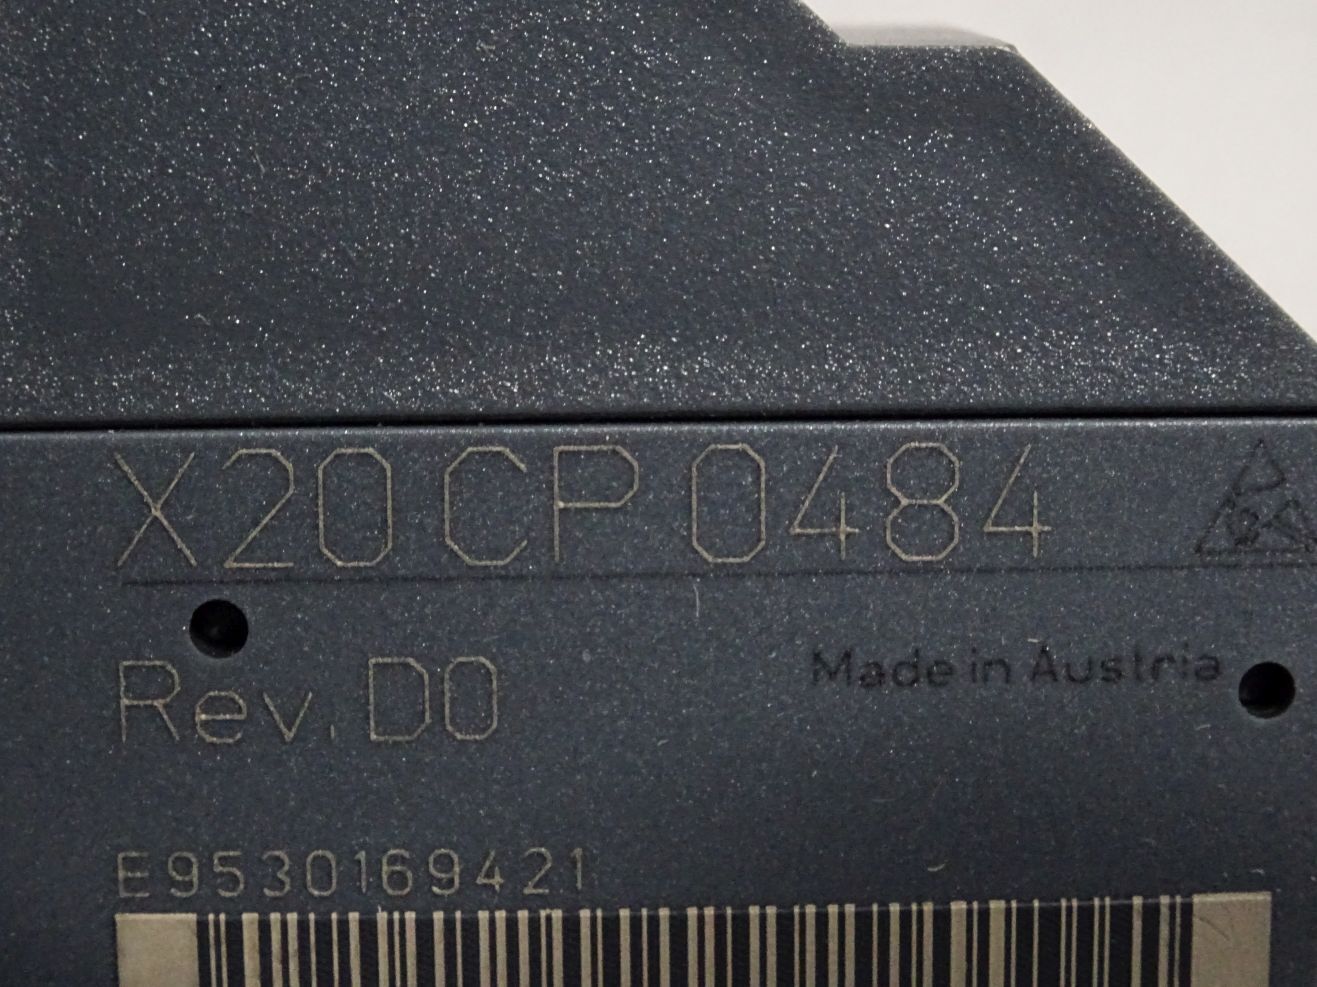 X20 CP 0484
Rev. D0
Made in Austria
E9530169421